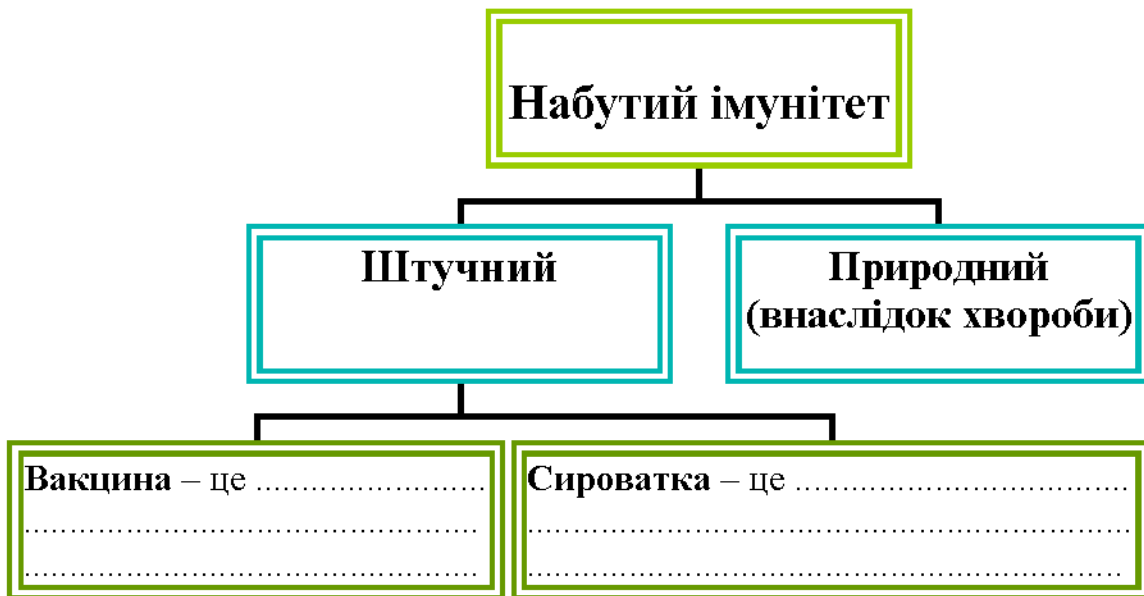 Набутий імунітет
Штучний
Природний
(внаслідок хвороби)
Вакцина – це .........................
.................................................
.................................................
Сироватка – це ....................................
.................................................................
................................................................